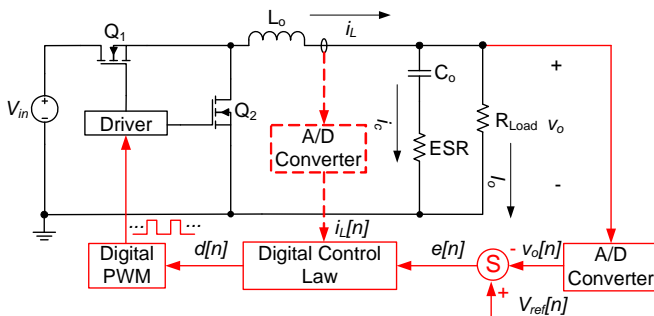 Q1
Lo
iL
Vin
Driver
Q2
A/D
Converter
ic
Co
ESR
RLoad
Io
+
vo
-
...
...
iL[n]
Digital
PWM
d[n]
Digital Control
Law
e[n]
S
-
vo[n]
A/D
Converter
+
Vref[n]